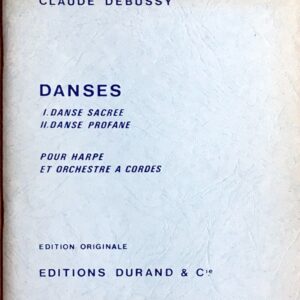 CLAUDE DEBUSSY
DANSES
I. DANSE SACREE
II. DANSE PROFANE
POUR HARPE
ET ORCHESTRE A CORDES
EDITION ORIGINALE
EDITIONS DURAND & Cie